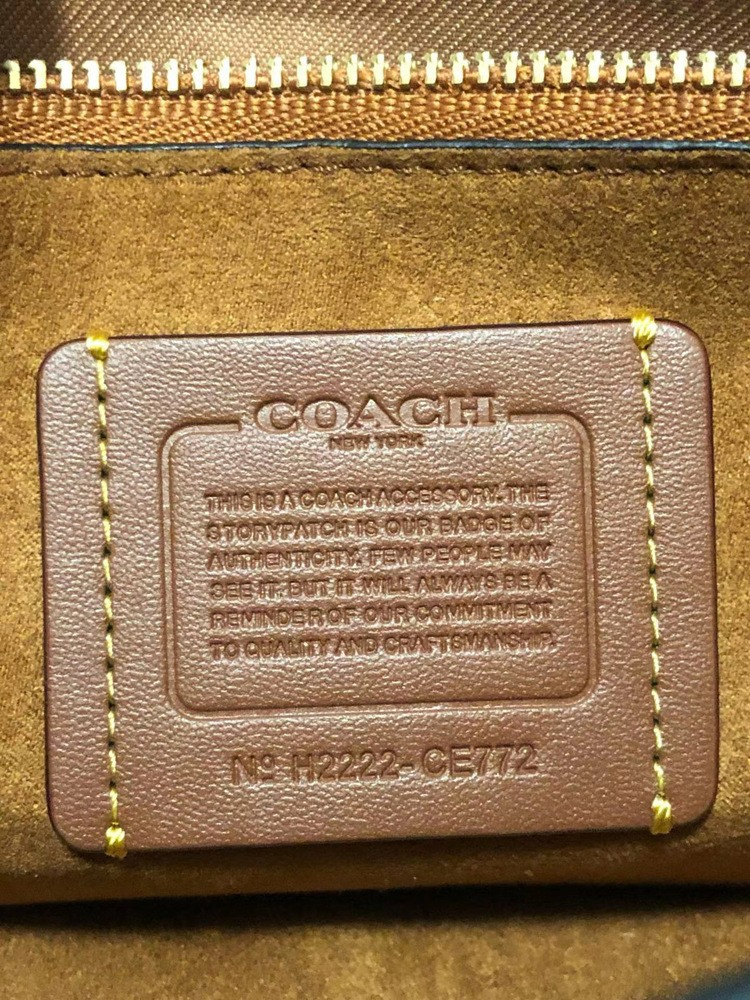 COACH
NEW YORK
THIS IS A COACH ACCESSORY. THE
STORYPATCH IS OUR BADGE OF
AUTHENTICITY. FEW PEOPLE MAY
SEE IT. BUT IT WILL ALWAYS BE A
REMINDER OF OUR COMMITMENT
TO QUALITY AND CRAFTSMANSHIP.
Nº H2222-CE772